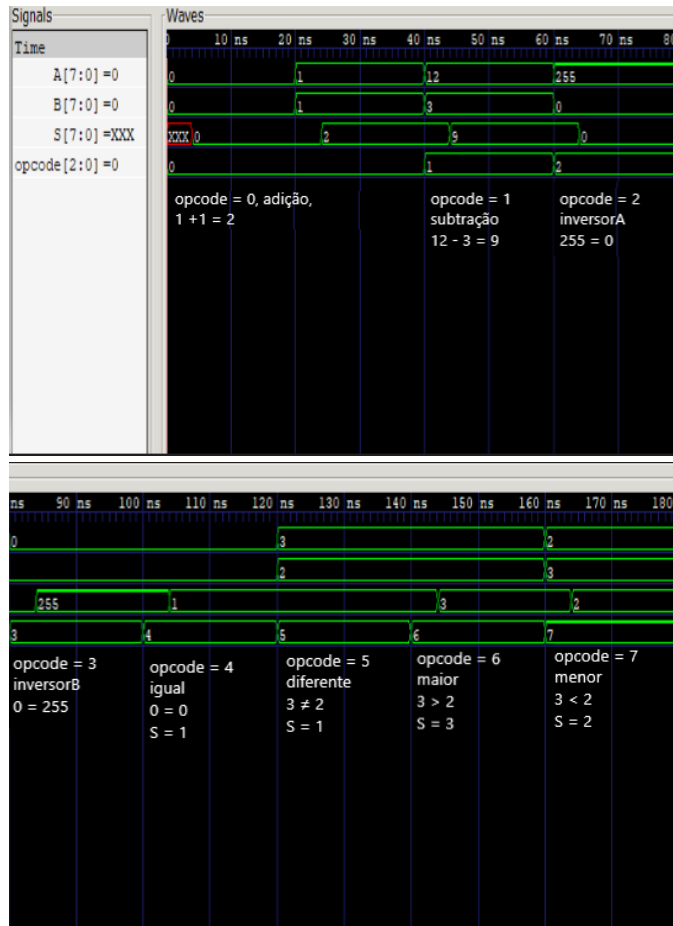 Signals
Waves
Time
0 10 ns 20 ns 30 ns 40 ns 50 ns 60 ns 70 ns 80
A[7:0] =0
0 1 12 255
B[7:0] =0
0 1 3 0
S[7:0] =XXX
XXX 0 2 9 0
opcode[2:0] =0
0 1 2
opcode = 0, adição,
1 +1 = 2
opcode = 1
subtração
12 - 3 = 9
opcode = 2
inversorA
255 = 0
ns 90 ns 100 ns 110 ns 120 ns 130 ns 140 ns 150 ns 160 ns 170 ns 180
0 3 2
2 3
255 1 3 2
3 4 5 6 7
opcode = 3
inversorB
0 = 255
opcode = 4
igual
0 = 0
S = 1
opcode = 5
diferente
3 ≠ 2
S = 1
opcode = 6
maior
3 > 2
S = 3
opcode = 7
menor
3 < 2
S = 2